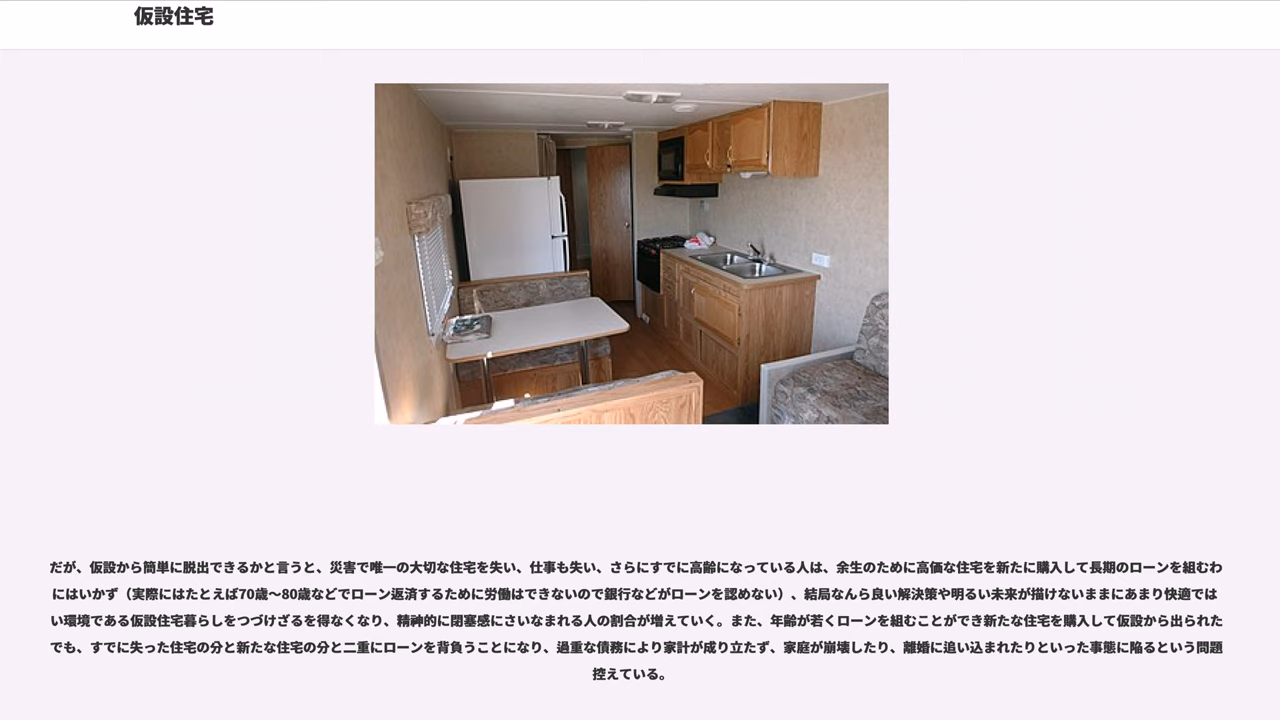 仮設住宅
だが、仮設から簡単に脱出できるかと言うと、災害で唯一の大切な住宅を失い、仕事も失い、さらにすでに高齢になっている人は、余生のために高価な住宅を新たに購入して長期のローンを組むわ
にはいかず（実際にはたとえば70歳〜80歳などでローン返済するために労働はできないので銀行などがローンを認めない）、結局なんら良い解決策や明るい未来が描けないままにあまり快適では
い環境である仮設住宅暮らしをつづけざるを得なくなり、精神的に閉塞感にさいなまれる人の割合が増えていく。また、年齢が若くローンを組むことができ新たな住宅を購入して仮設から出られた
でも、すでに失った住宅の分と新たな住宅の分と二重にローンを背負うことになり、過重な債務により家計が成り立たず、家庭が崩壊したり、離婚に追い込まれたりといった事態に陥るという問題
控えている。